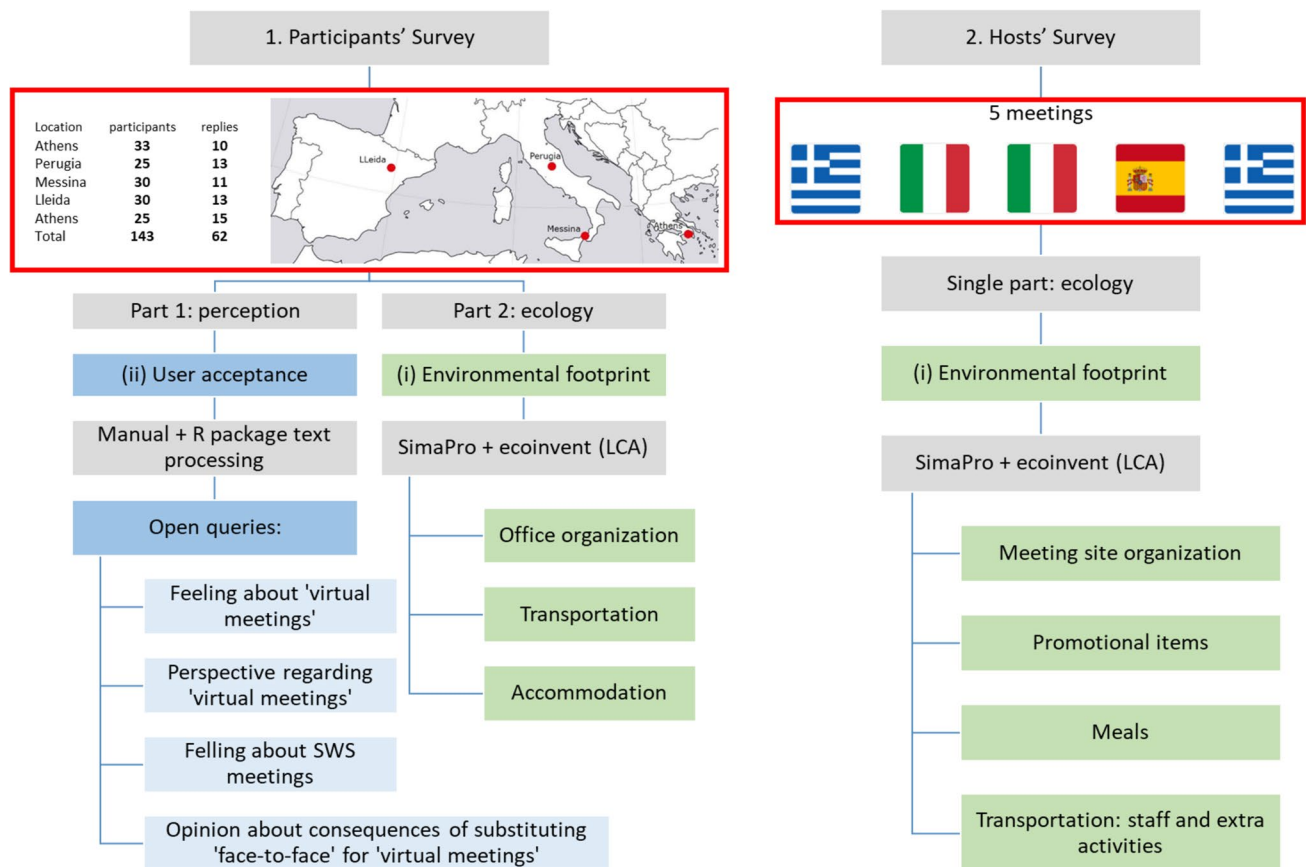 1. Participants' Survey
Location participants replies
Athens 33 10
Perugia 25 13
Messina 30 11
Lleida 30 13
Athens 25 15
Total 143 62
LLeida
Perugia
Messina
Athens
Part 1: perception
(ii) User acceptance
Manual + R package text
processing
Open queries:
Feeling about 'virtual
meetings'
Perspective regarding
'virtual meetings'
Felling about SWS
meetings
Opinion about consequences of substituting
'face-to-face' for 'virtual meetings'
Part 2: ecology
(i) Environmental footprint
SimaPro + ecoinvent (LCA)
Office organization
Transportation
Accommodation
2. Hosts' Survey
5 meetings
Single part: ecology
(i) Environmental footprint
SimaPro + ecoinvent (LCA)
Meeting site organization
Promotional items
Meals
Transportation: staff and extra
activities